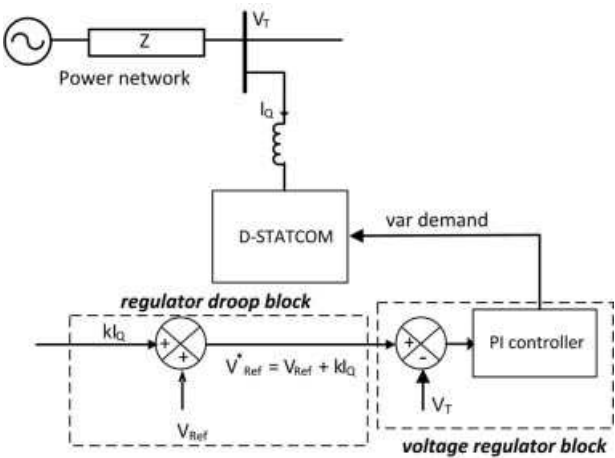 V_T
Z
Power network
I_Q
D-STATCOM
var demand
regulator droop block
kI_Q
+
+
V*_Ref = V_Ref + kI_Q
V_Ref
+
-
PI controller
V_T
voltage regulator block